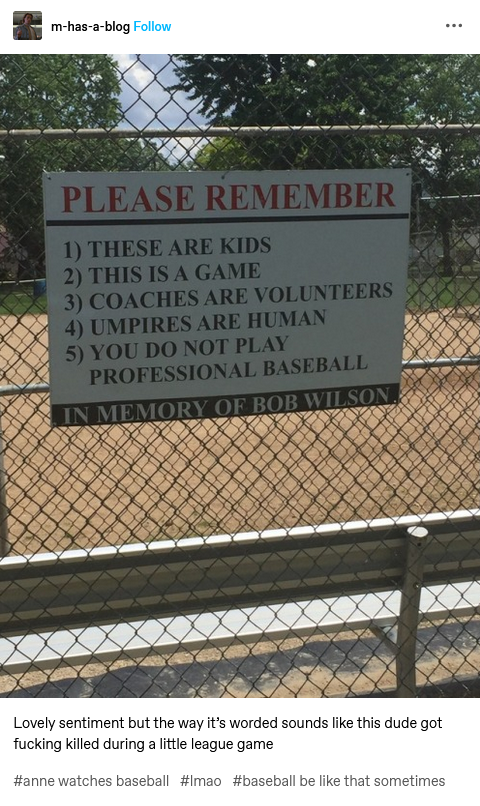 m-has-a-blog Follow
PLEASE REMEMBER
1) THESE ARE KIDS
2) THIS IS A GAME
3) COACHES ARE VOLUNTEERS
4) UMPIRES ARE HUMAN
5) YOU DO NOT PLAY
PROFESSIONAL BASEBALL
IN MEMORY OF BOB WILSON
Lovely sentiment but the way it's worded sounds like this dude got
fucking killed during a little league game
#anne watches baseball #lmao #baseball be like that sometimes